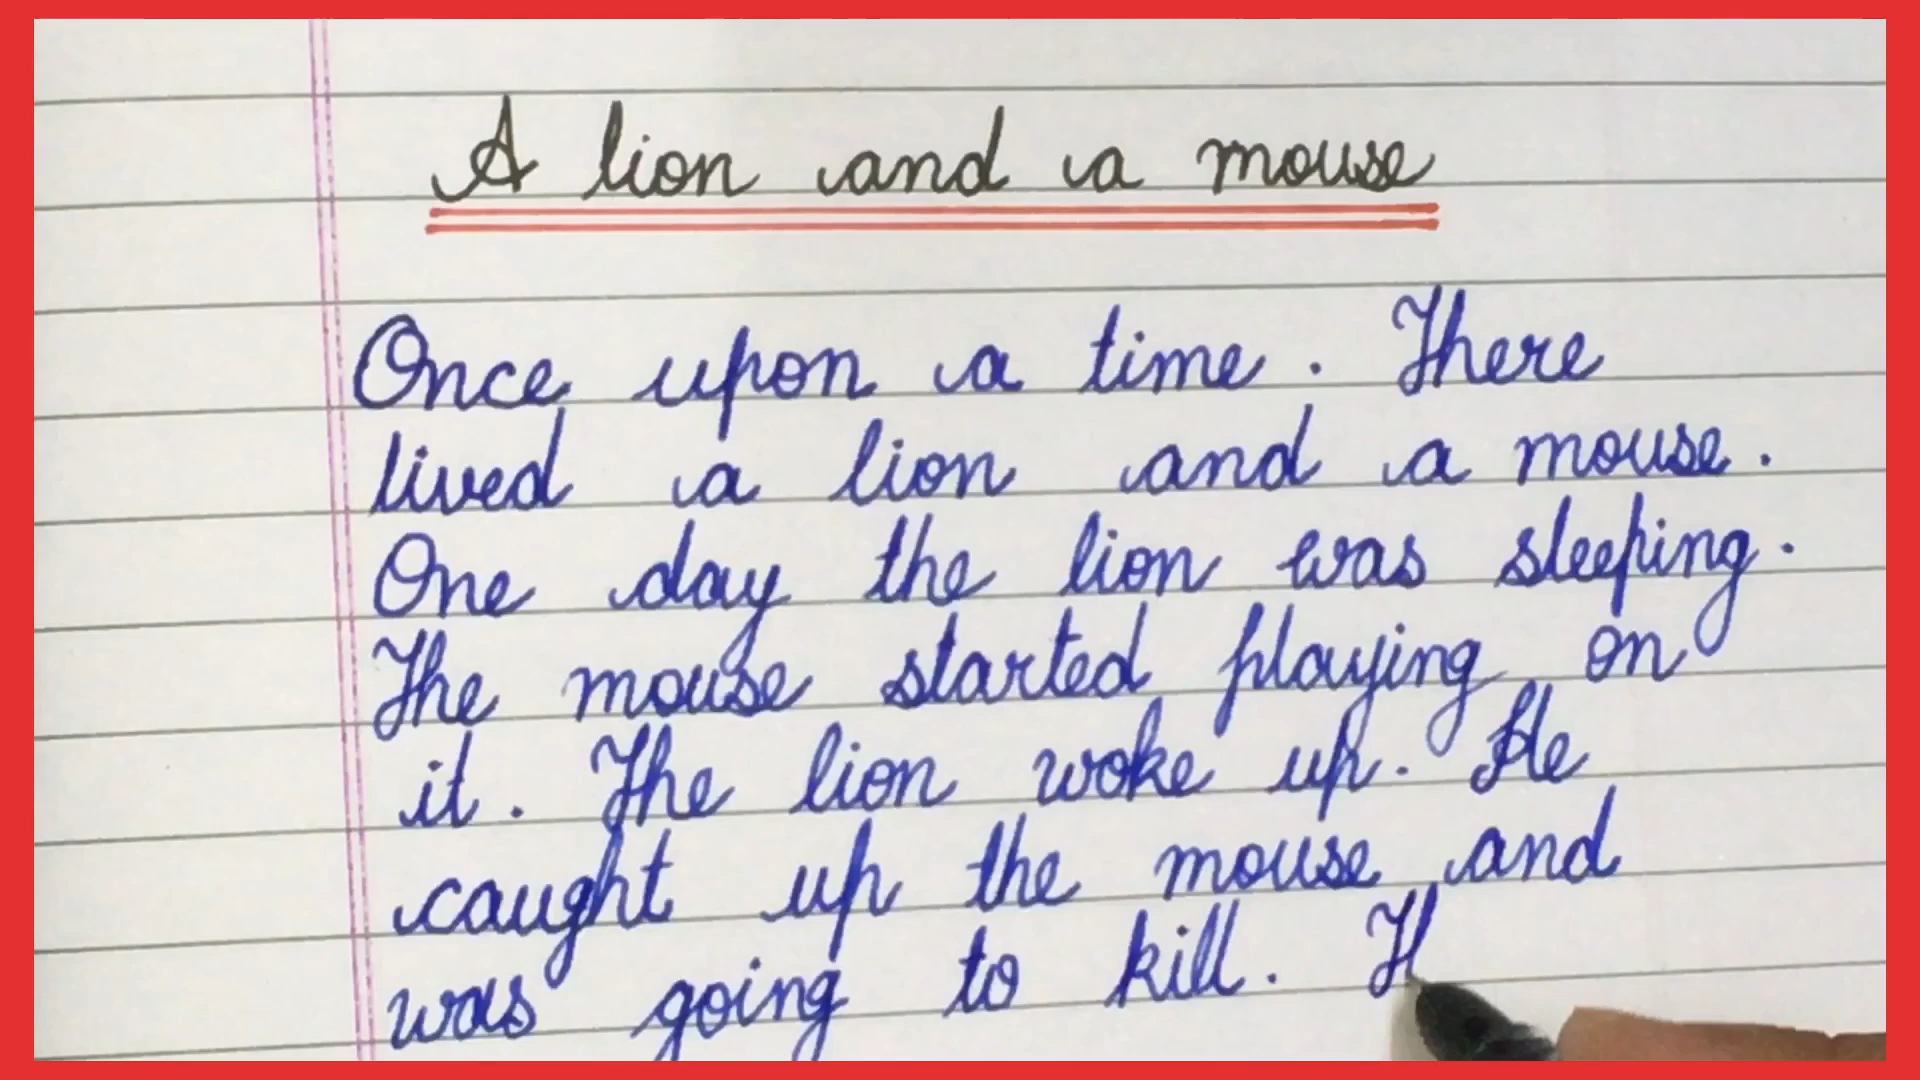 A lion and a mouse
Once upon a time. There
lived a lion and a mouse.
One day the lion was sleeping.
The mouse started playing on
it. The lion woke up. He
caught up the mouse and
was going to kill.